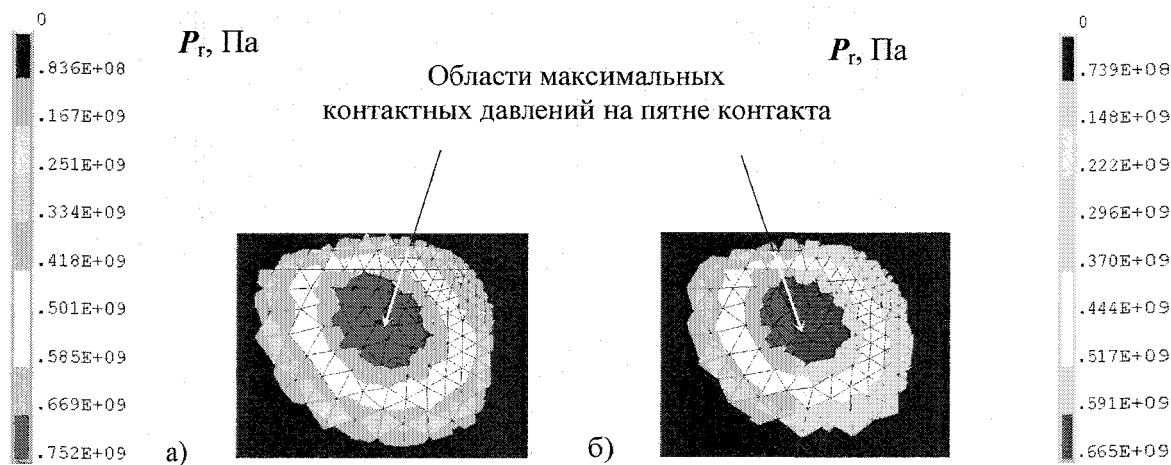 0
.836E+08
.167E+09
.251E+09
.334E+09
.418E+09
.501E+09
.585E+09
.669E+09
.752E+09
Pг, Па
Области максимальных
контактных давлений на пятне контакта
Pг, Па
а)
б)
0
.739E+08
.148E+09
.222E+09
.296E+09
.370E+09
.444E+09
.517E+09
.591E+09
.665E+09